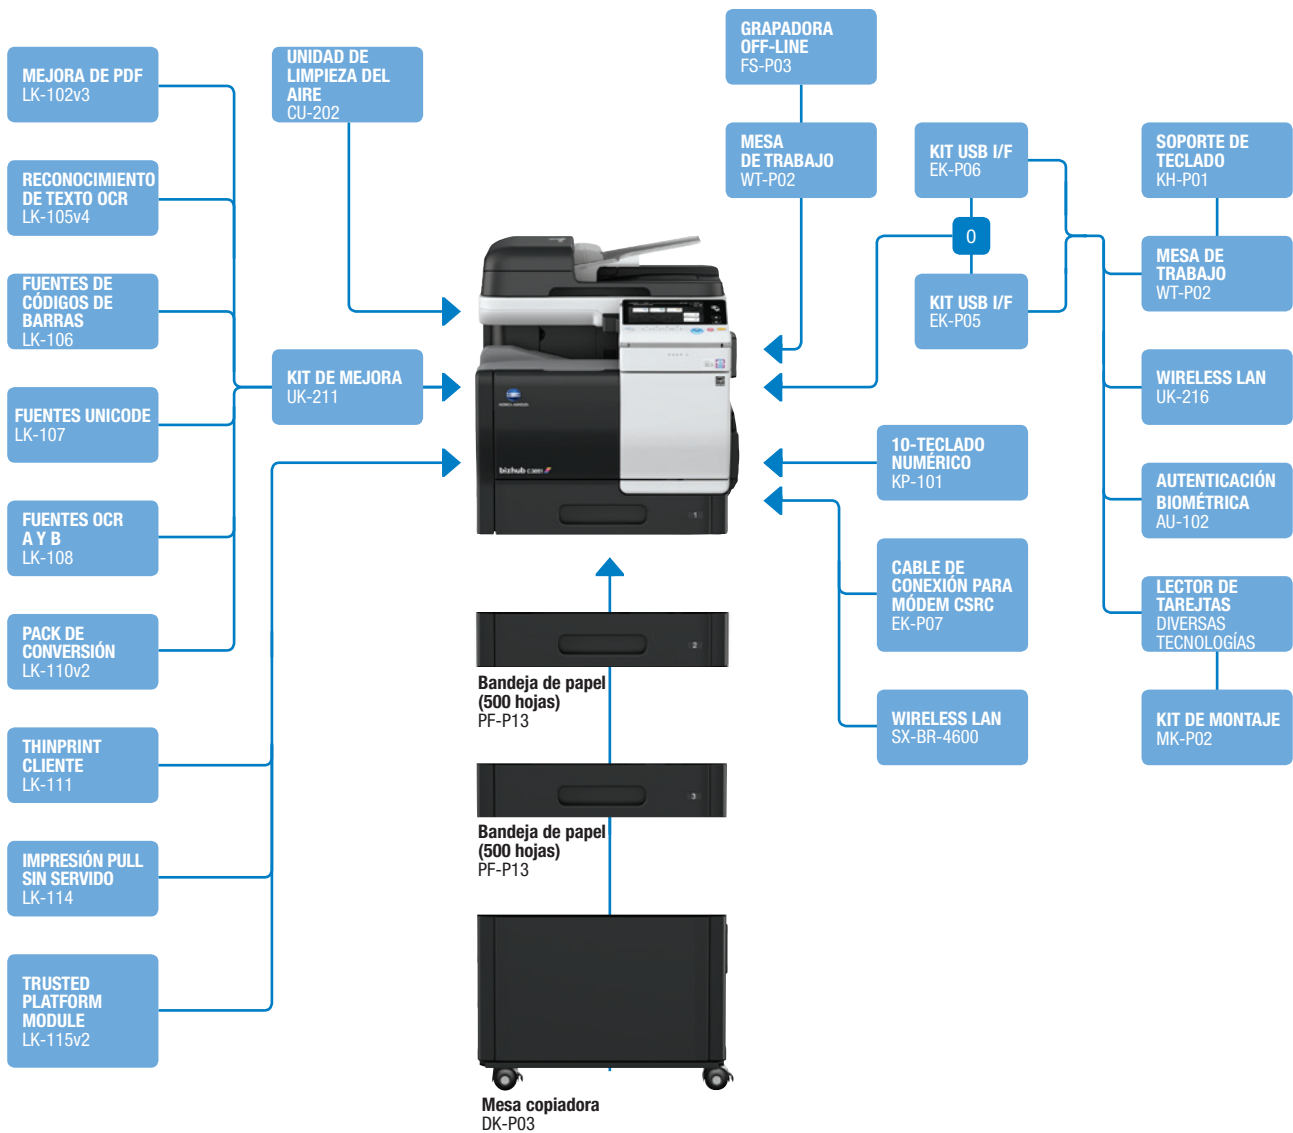 MEJORA DE PDF
LK-102v3
RECONOCIMIENTO
DE TEXTO OCR
LK-105v4
FUENTES DE
CÓDIGOS DE
BARRAS
LK-106
FUENTES UNICODE
LK-107
FUENTES OCR
A Y B
LK-108
PACK DE
CONVERSIÓN
LK-110v2
THINPRINT
CLIENTE
LK-111
IMPRESIÓN PULL
SIN SERVIDO
LK-114
TRUSTED
PLATFORM
MODULE
LK-115v2
UNIDAD DE
LIMPIEZA DEL
AIRE
CU-202
KIT DE MEJORA
UK-211
KONICA MINOLTA
bizhub C3851
1
2
Bandeja de papel
(500 hojas)
PF-P13
3
Bandeja de papel
(500 hojas)
PF-P13
Mesa copiadora
DK-P03
GRAPADORA
OFF-LINE
FS-P03
MESA
DE TRABAJO
WT-P02
KIT USB I/F
EK-P06
0
KIT USB I/F
EK-P05
10-TECLADO
NUMÉRICO
KP-101
CABLE DE
CONEXIÓN PARA
MÓDEM CSRC
EK-P07
WIRELESS LAN
SX-BR-4600
SOPORTE DE
TECLADO
KH-P01
MESA DE
TRABAJO
WT-P02
WIRELESS LAN
UK-216
AUTENTICACIÓN
BIOMÉTRICA
AU-102
LECTOR DE
TAREJTAS
DIVERSAS
TECNOLOGÍAS
KIT DE MONTAJE
MK-P02